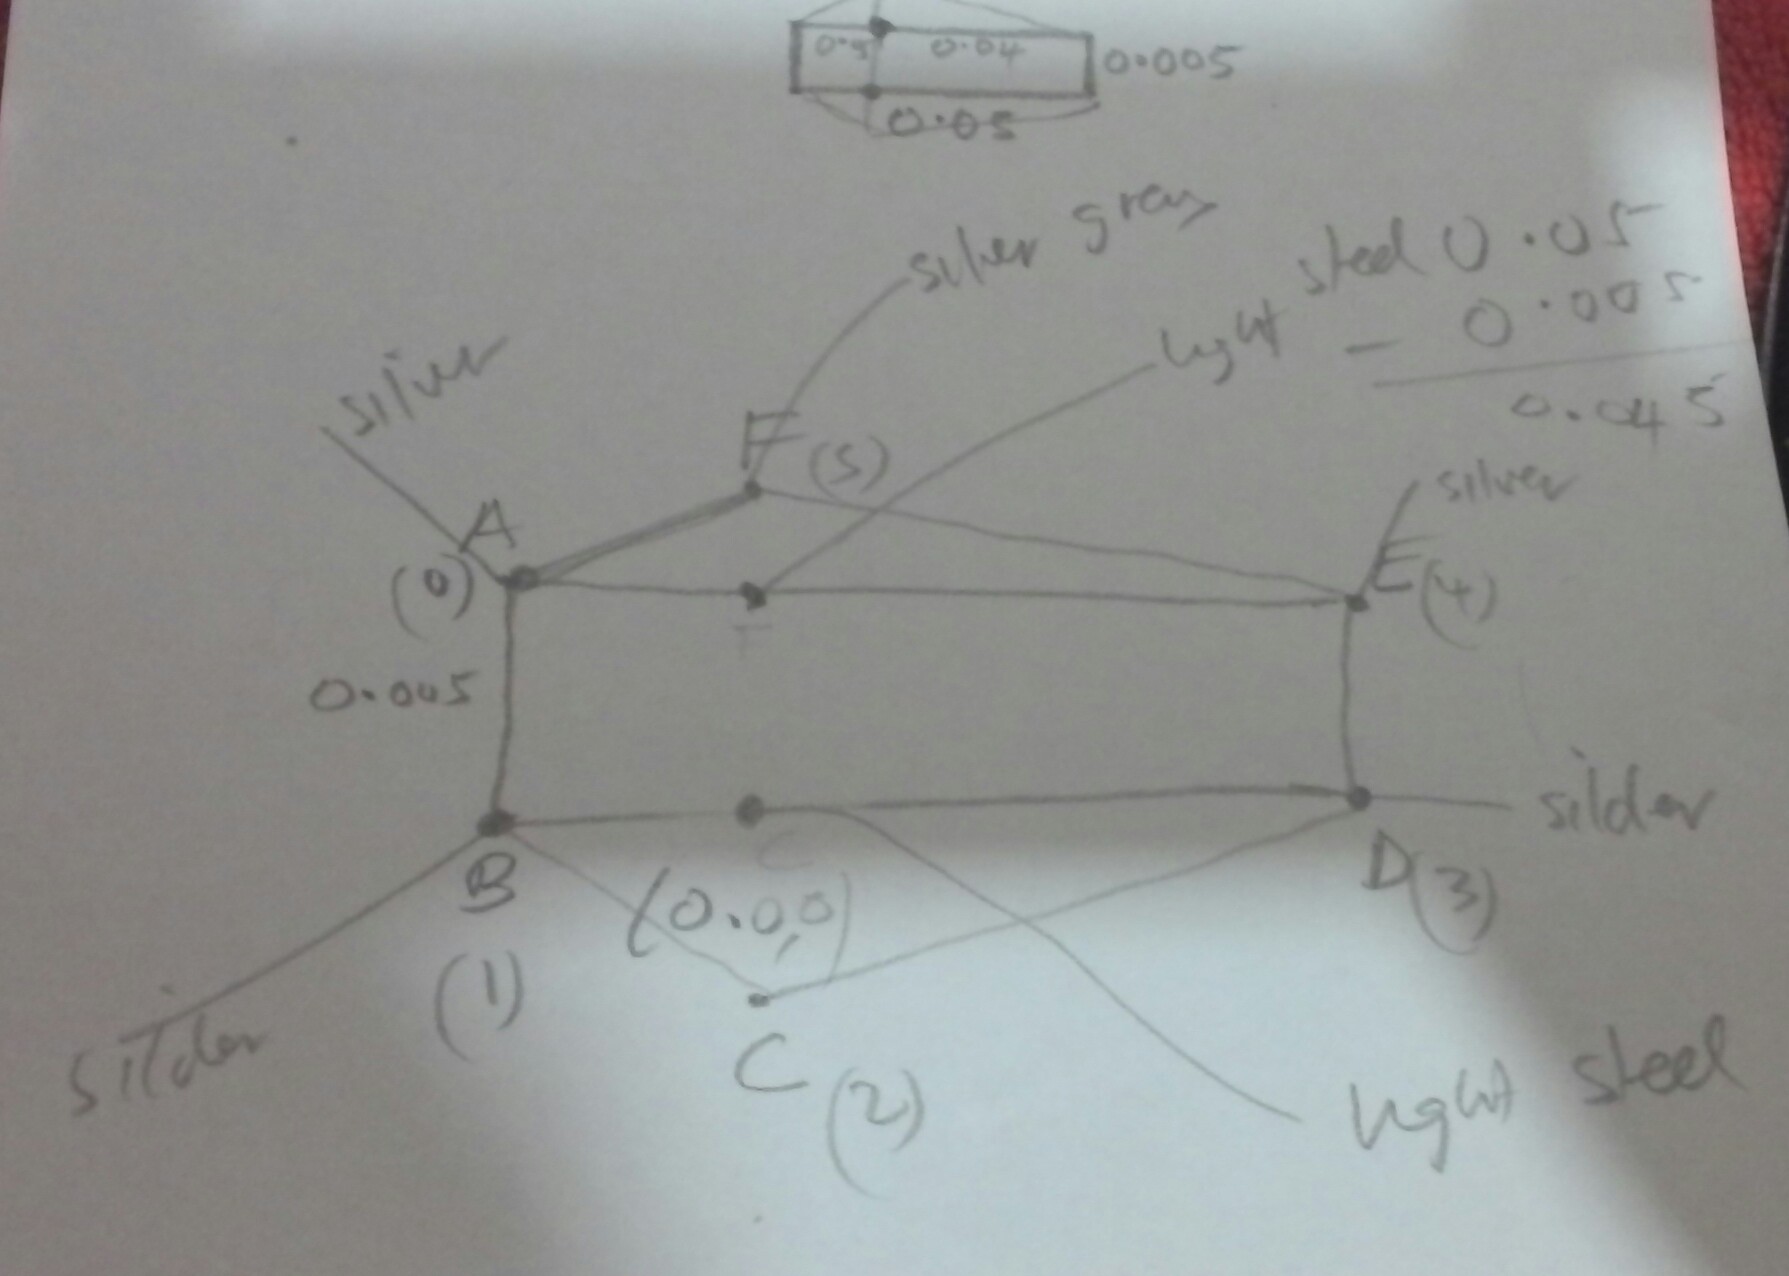 0.5 0.04 0.005
0.05
silver grey
steel 0.05
light - 0.005
0.045
silver
F (5)
silver
A
(0)
E (4)
F
0.005
silder
C
B
(0.0,0)
D (3)
(1)
silder
C (2)
light steel